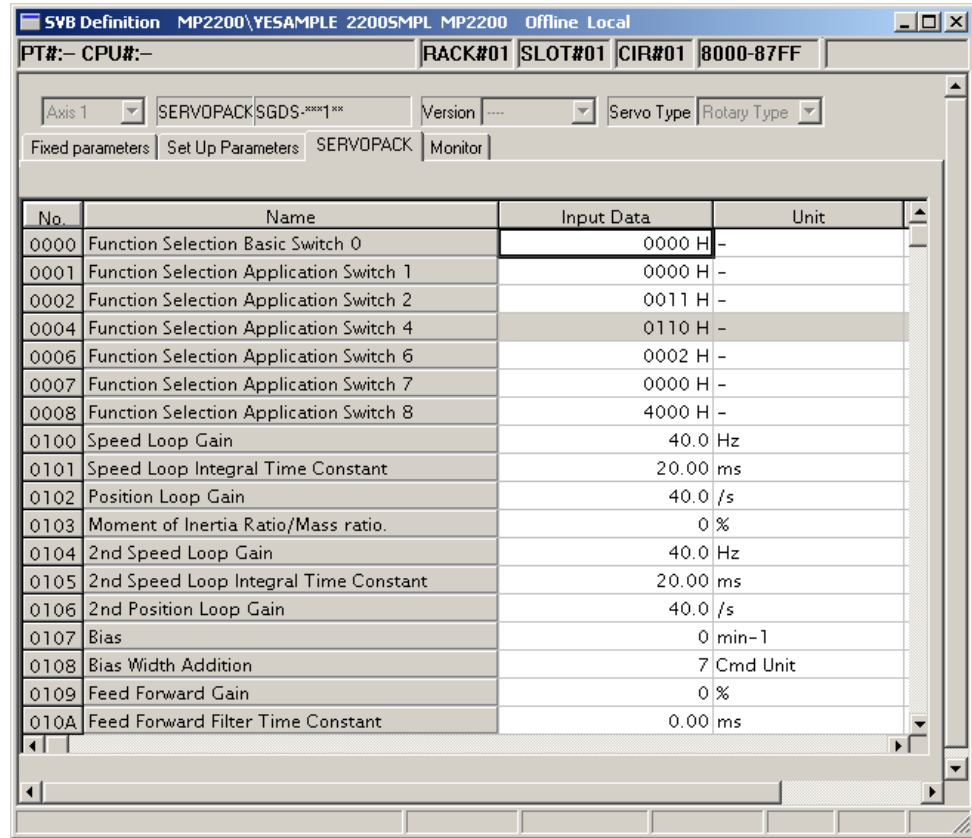 SVB Definition MP2200\YESAMPLE 2200SMPL MP2200 Offline Local
PT#:– CPU#:– RACK#01 SLOT#01 CIR#01 8000-87FF
Axis 1 SERVOPACK SGDS-***1** Version ---- Servo Type Rotary Type
Fixed parameters Set Up Parameters SERVOPACK Monitor
No. Name Input Data Unit
0000 Function Selection Basic Switch 0 0000 H –
0001 Function Selection Application Switch 1 0000 H –
0002 Function Selection Application Switch 2 0011 H –
0004 Function Selection Application Switch 4 0110 H –
0006 Function Selection Application Switch 6 0002 H –
0007 Function Selection Application Switch 7 0000 H –
0008 Function Selection Application Switch 8 4000 H –
0100 Speed Loop Gain 40.0 Hz
0101 Speed Loop Integral Time Constant 20.00 ms
0102 Position Loop Gain 40.0 /s
0103 Moment of Inertia Ratio/Mass ratio. 0 %
0104 2nd Speed Loop Gain 40.0 Hz
0105 2nd Speed Loop Integral Time Constant 20.00 ms
0106 2nd Position Loop Gain 40.0 /s
0107 Bias 0 min–1
0108 Bias Width Addition 7 Cmd Unit
0109 Feed Forward Gain 0 %
010A Feed Forward Filter Time Constant 0.00 ms